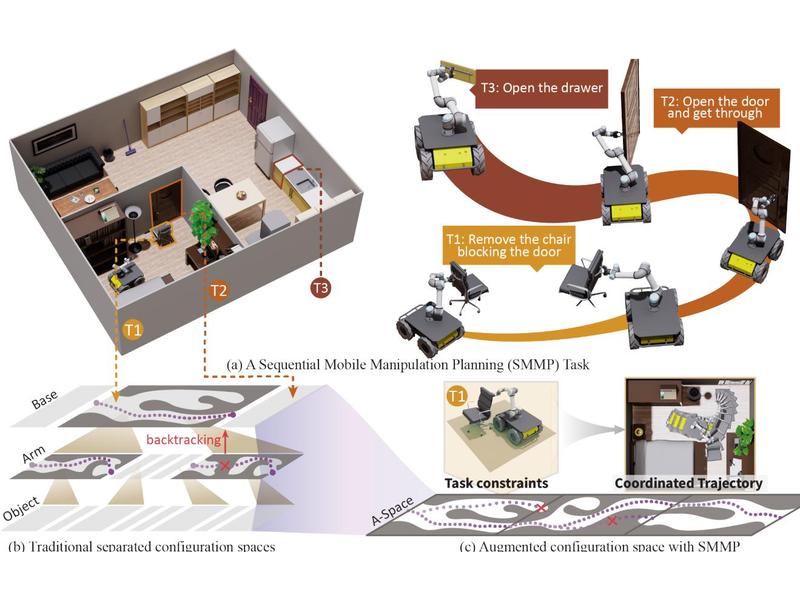 T3: Open the drawer
T2: Open the door
and get through
T1: Remove the chair
blocking the door
T1
T2
T3
(a) A Sequential Mobile Manipulation Planning (SMMP) Task
Base
Arm
Object
backtracking
T1
Task constraints
Coordinated Trajectory
A-Space
(b) Traditional separated configuration spaces
(c) Augmented configuration space with SMMP